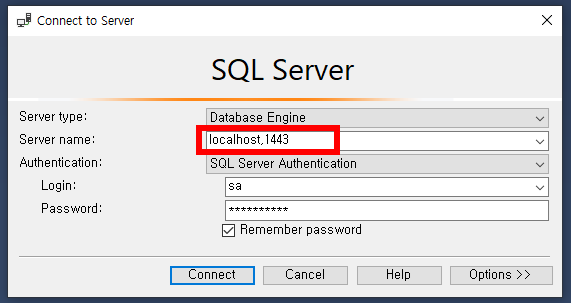 Connect to Server
SQL Server
Server type: Database Engine
Server name: localhost,1443
Authentication: SQL Server Authentication
Login: sa
Password: **********
Remember password
Connect Cancel Help Options >>